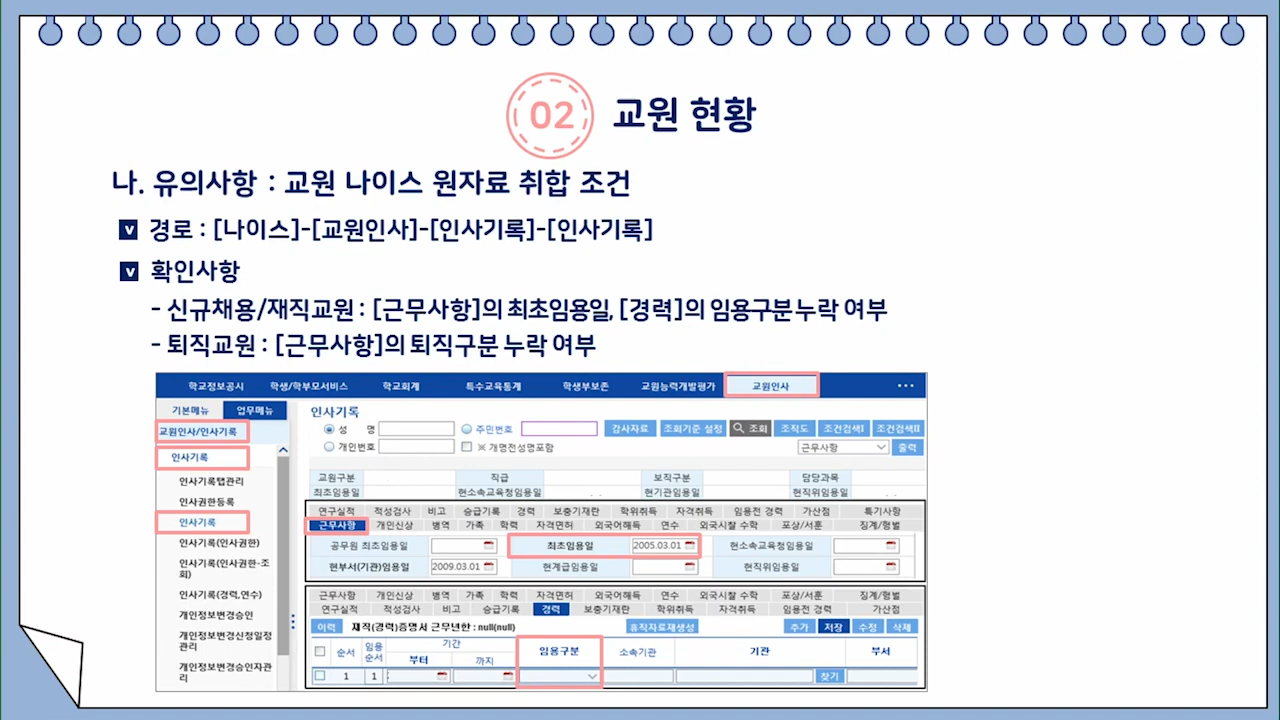 02 교원 현황
나. 유의사항 : 교원 나이스 원자료 취합 조건
v 경로 : [나이스]-[교원인사]-[인사기록]-[인사기록]
v 확인사항
- 신규채용/재직교원 : [근무사항]의 최초임용일, [경력]의 임용구분 누락 여부
- 퇴직교원 : [근무사항]의 퇴직구분 누락 여부
학교정보공시 학생/학부모서비스 학교회계 특수교육통계 학생부보존 교원능력개발평가 교원인사 ...
기본메뉴 업무메뉴
교원인사/인사기록
인사기록
인사기록탭관리
인사권한등록
인사기록
인사기록(인사권한)
인사기록(인사권한-조회)
인사기록(경력,연수)
개인정보변경승인
개인정보변경신청일정관리
개인정보변경승인자관리
인사기록
성 명 주민번호 감사자료 조회기준 설정 조회 조직도 조건검색I 조건검색II
개인번호 ※ 개명전성명포함 근무사항 출력
교원구분 직급 보직구분 담당과목
최초임용일 현소속교육청임용일 . . 현기관임용일 현직위임용일 . .
연구실적 적성검사 비고 승급기록 경력 보충기재란 학위취득 자격취득 임용전 경력 가산점 특기사항
근무사항 개인신상 병역 가족 학력 자격면허 외국어해득 연수 외국시찰 수학 포상/서훈 징계/형벌
공무원 최초임용일 최초임용일 2005.03.01 현소속교육청임용일
현부서(기관)임용일 2009.03.01 현계급임용일 현직위임용일
근무사항 개인신상 병역 가족 학력 자격면허 외국어해득 연수 외국시찰 수학 포상/서훈 징계/형벌
연구실적 적성검사 비고 승급기록 경력 보충기재란 학위취득 자격취득 임용전 경력 가산점
이력 재직(경력)증명서 근무년한 : null(null) 휴직자료재생성 추가 저장 수정 삭제
순서 임용순서 기간 부터 까지 임용구분 소속기관 기관 부서
1 1 찾기